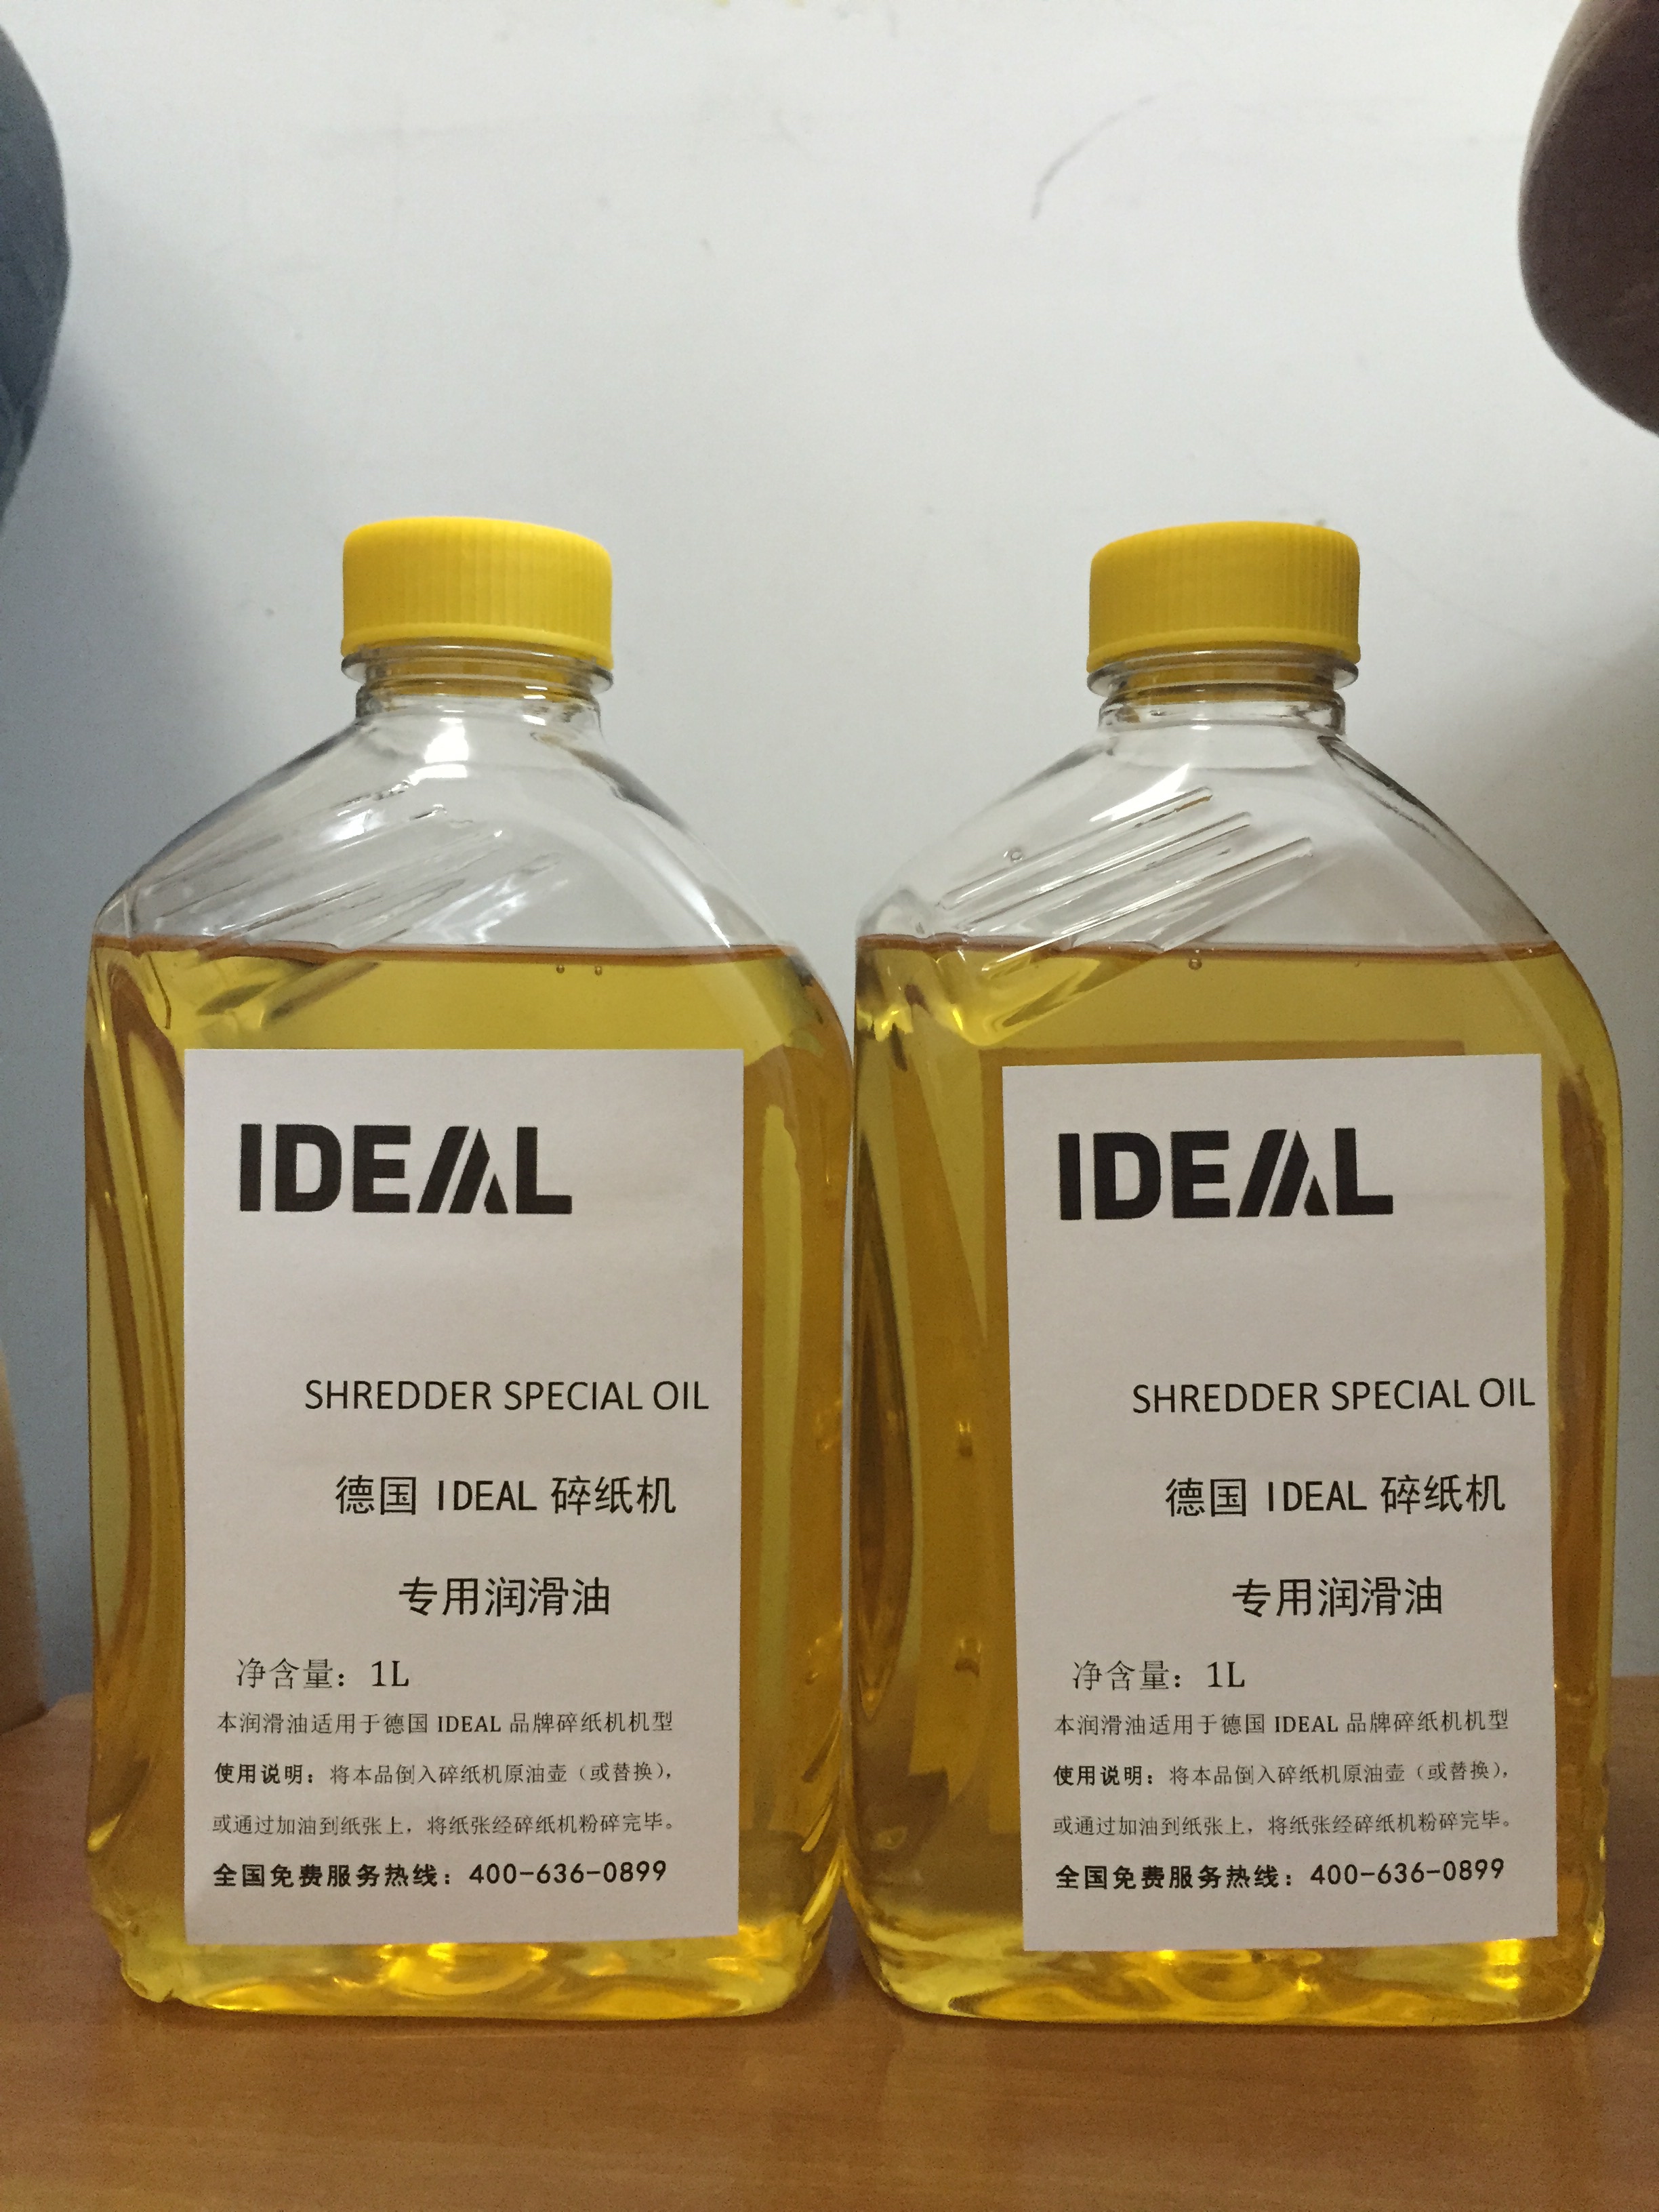 IDEAL
SHREDDER SPECIAL OIL
德国 IDEAL 碎纸机
专用润滑油
净含量：1L
本润滑油适用于德国 IDEAL 品牌碎纸机机型
使用说明：将本品倒入碎纸机原油壶（或替换），
或通过加油到纸张上，将纸张经碎纸机粉碎完毕。
全国免费服务热线：400-636-0899
IDEAL
SHREDDER SPECIAL OIL
德国 IDEAL 碎纸机
专用润滑油
净含量：1L
本润滑油适用于德国 IDEAL 品牌碎纸机机型
使用说明：将本品倒入碎纸机原油壶（或替换），
或通过加油到纸张上，将纸张经碎纸机粉碎完毕。
全国免费服务热线：400-636-0899